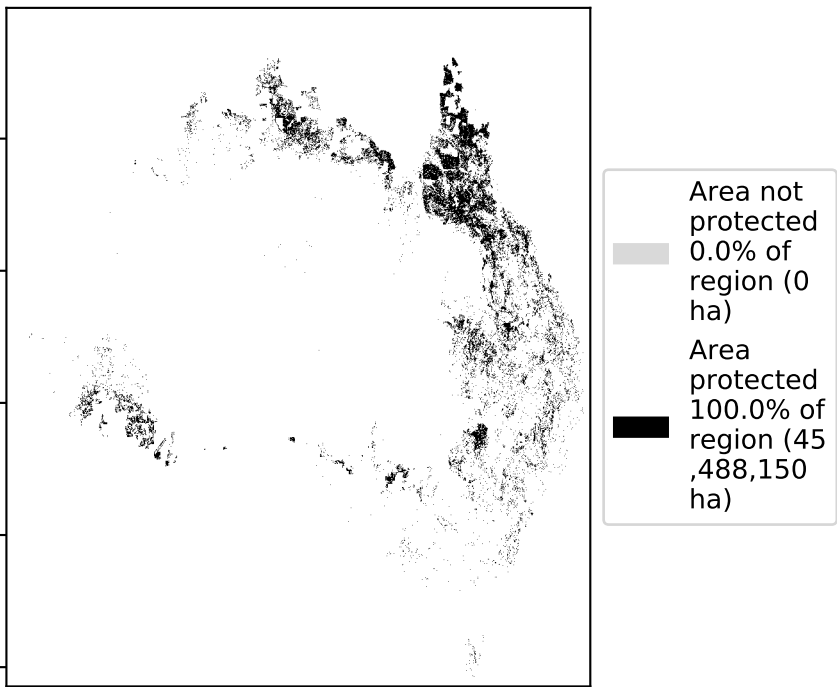 Area not
protected
0.0% of
region (0
ha)
Area
protected
100.0% of
region (45
,488,150
ha)